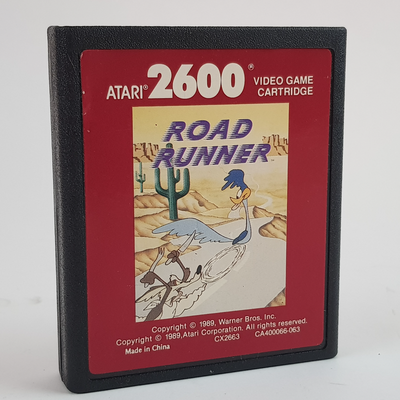 ATARI® 2600® VIDEO GAME
CARTRIDGE
ROAD
RUNNER™
Copyright © 1989, Warner Bros. Inc.
Copyright © 1989, Atari Corporation. All rights reserved.
Made in China CX2663 CA400066-063